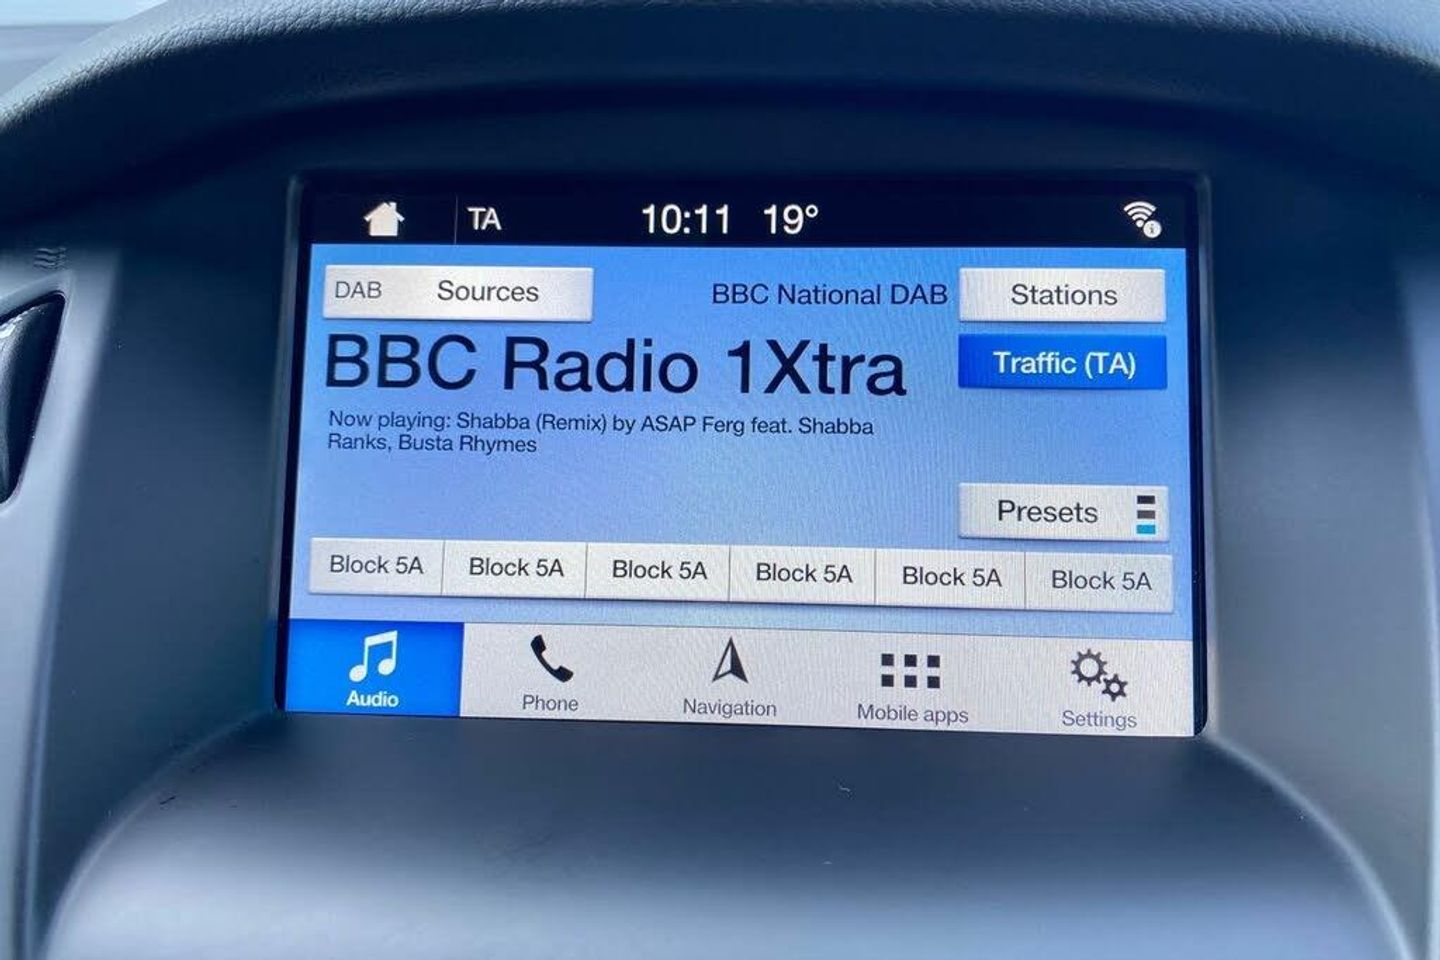 TA 10:11 19°
DAB Sources BBC National DAB Stations
BBC Radio 1Xtra
Traffic (TA)
Now playing: Shabba (Remix) by ASAP Ferg feat. Shabba
Ranks, Busta Rhymes
Presets
Block 5A Block 5A Block 5A Block 5A Block 5A Block 5A
Audio Phone Navigation Mobile apps Settings